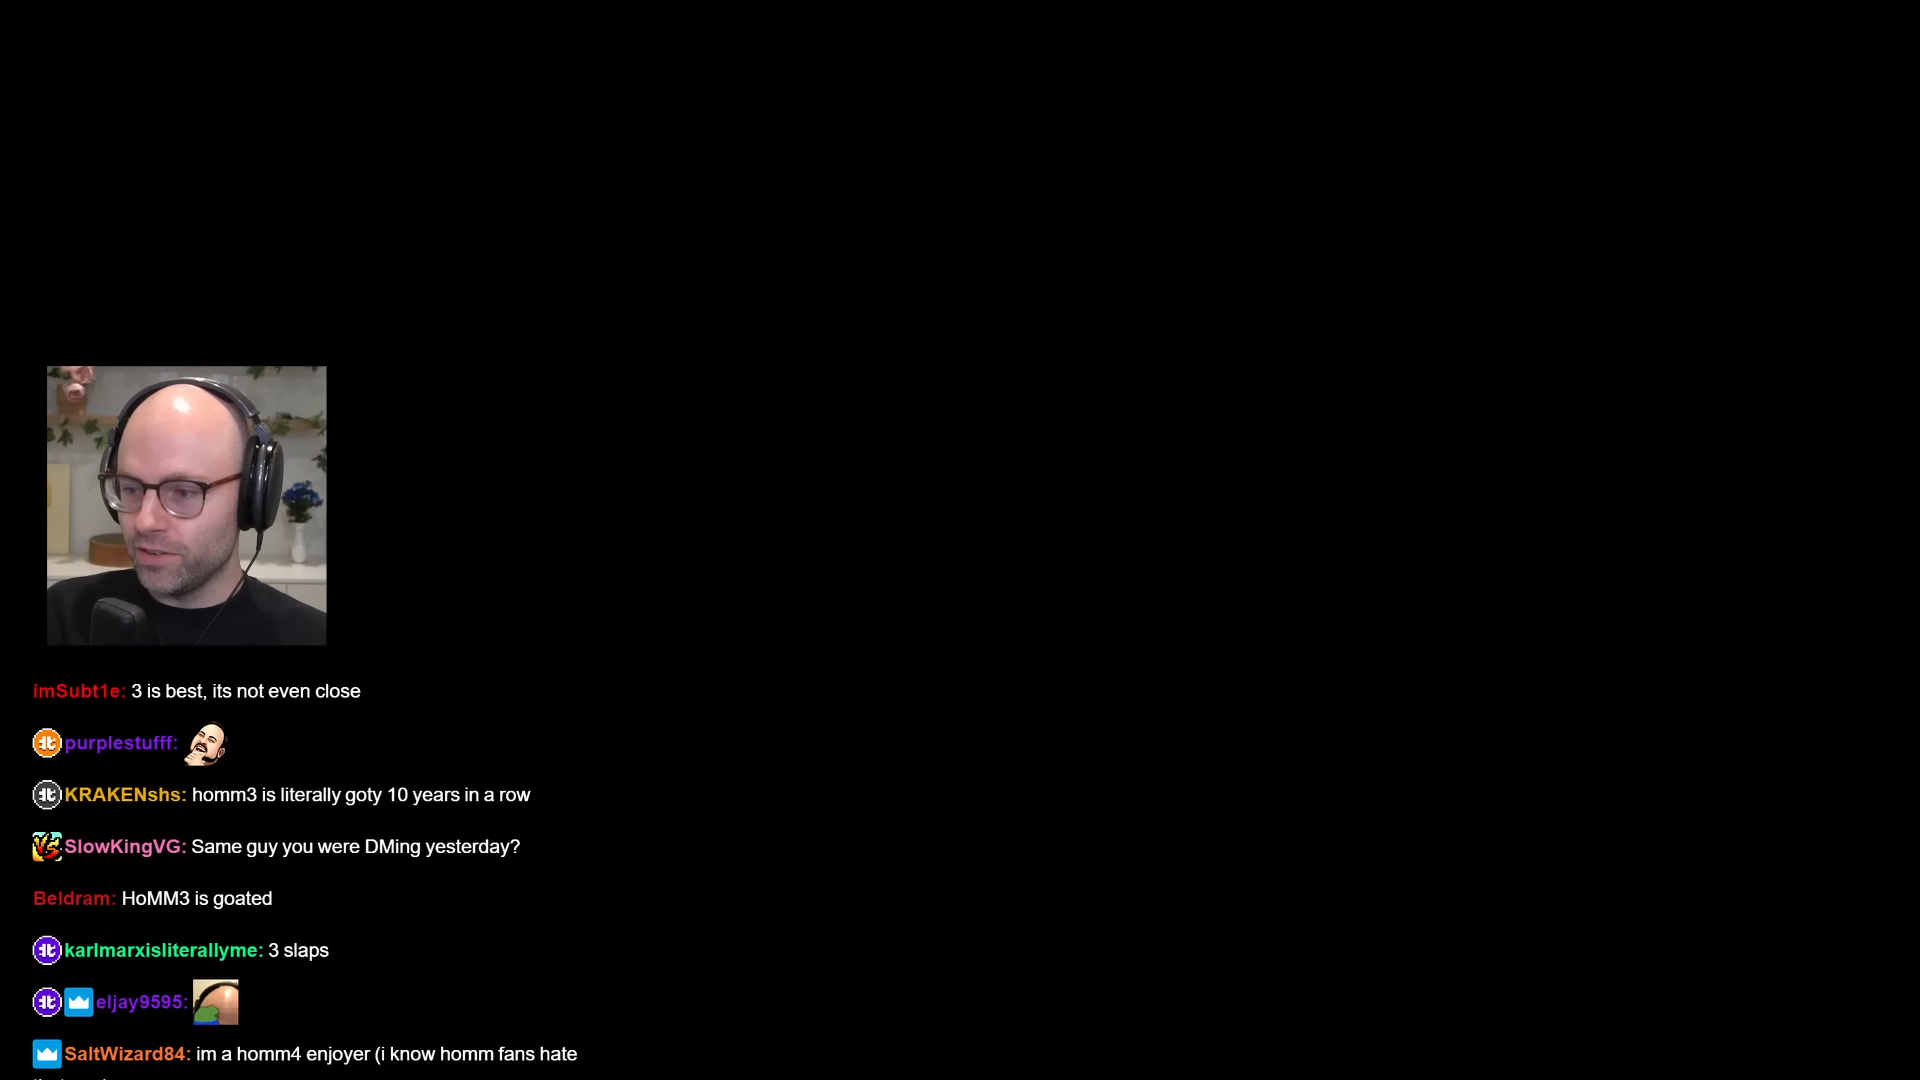 imSubt1e: 3 is best, its not even close
purplestufff:
KRAKENshs: homm3 is literally goty 10 years in a row
SlowKingVG: Same guy you were DMing yesterday?
Beldram: HoMM3 is goated
karlmarxisliterallyme: 3 slaps
eljay9595:
SaltWizard84: im a homm4 enjoyer (i know homm fans hate